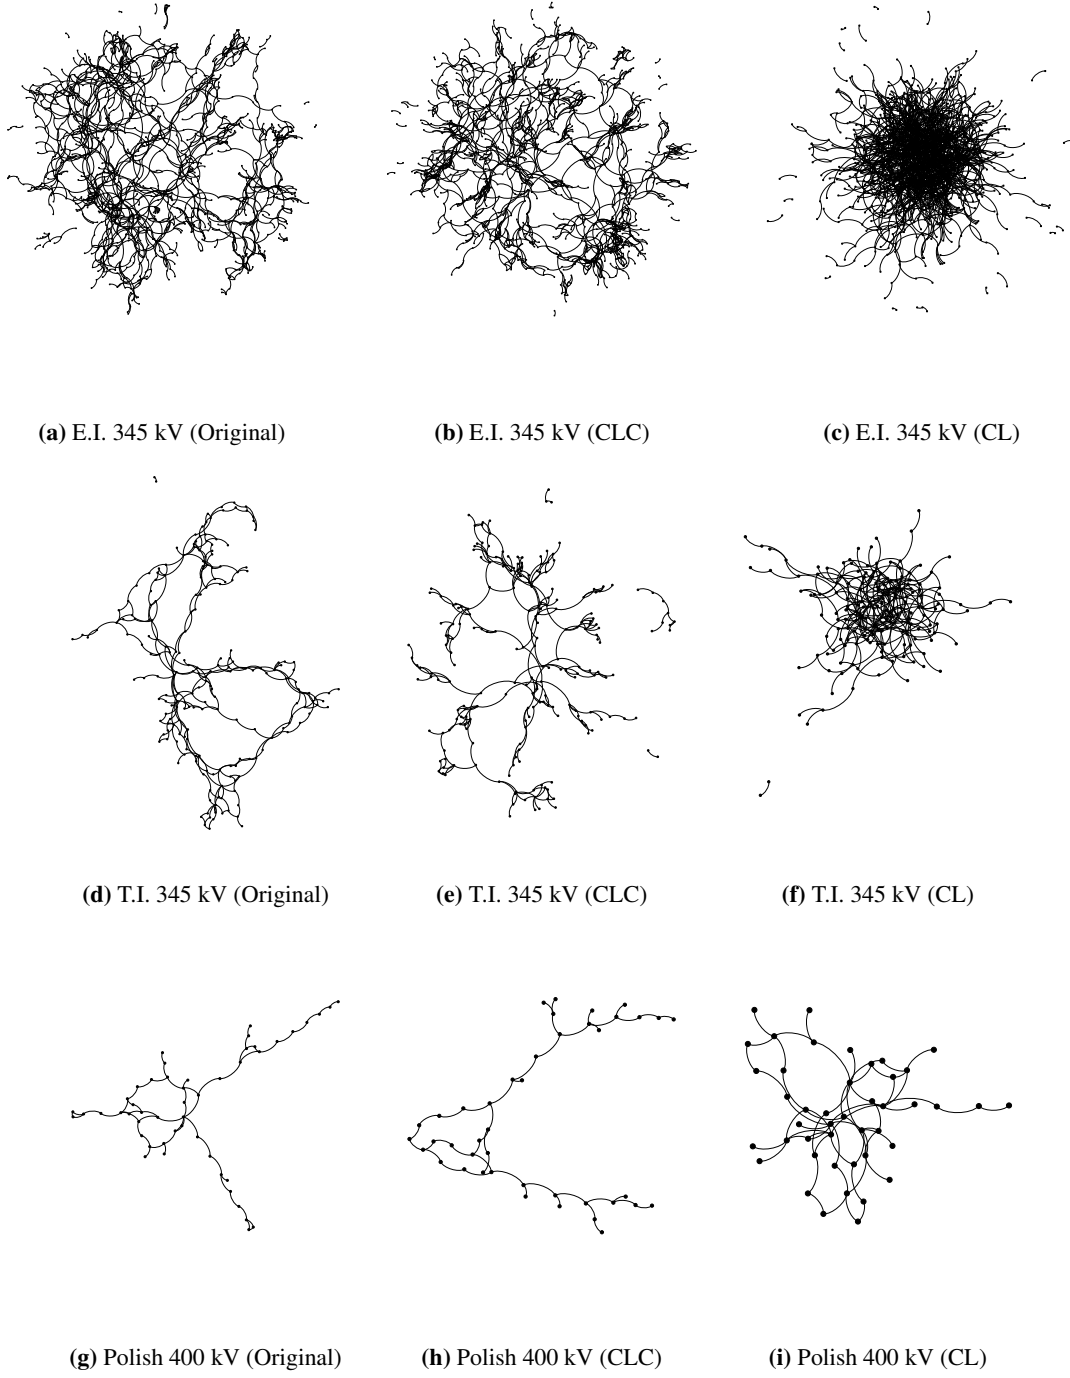 (a) E.I. 345 kV (Original)
(b) E.I. 345 kV (CLC)
(c) E.I. 345 kV (CL)
(d) T.I. 345 kV (Original)
(e) T.I. 345 kV (CLC)
(f) T.I. 345 kV (CL)
(g) Polish 400 kV (Original)
(h) Polish 400 kV (CLC)
(i) Polish 400 kV (CL)